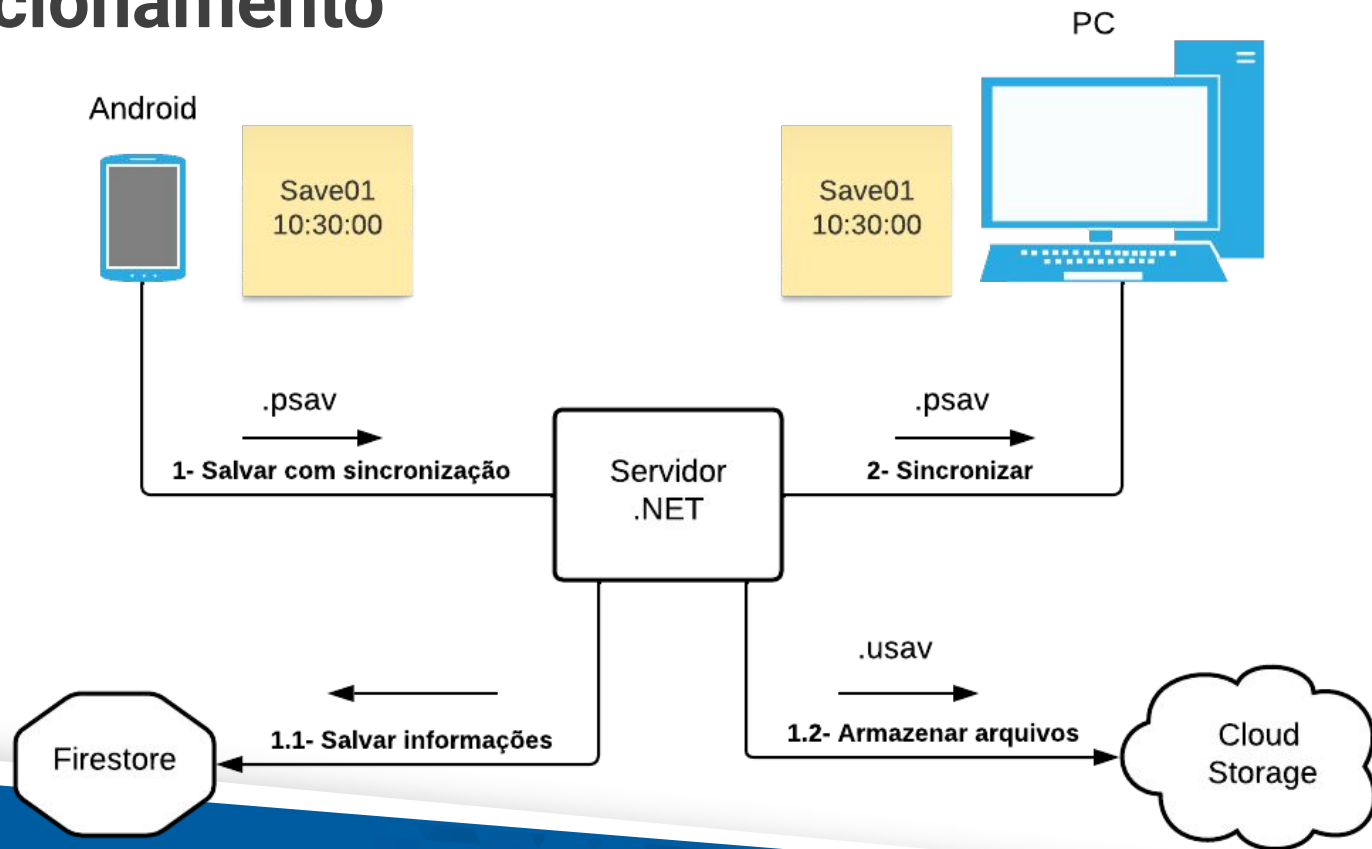 cionamento
PC
Android
Save01
10:30:00
Save01
10:30:00
.psav
1- Salvar com sincronização
Servidor
.NET
.psav
2- Sincronizar
.usav
1.1- Salvar informações
1.2- Armazenar arquivos
Firestore
Cloud
Storage